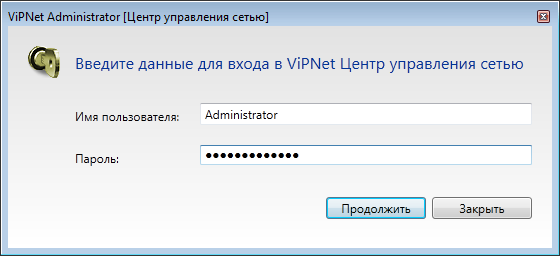 ViPNet Administrator [Центр управления сетью]
Введите данные для входа в ViPNet Центр управления сетью
Имя пользователя: Administrator
Пароль: ●●●●●●●●●●●●●
Продолжить Закрыть